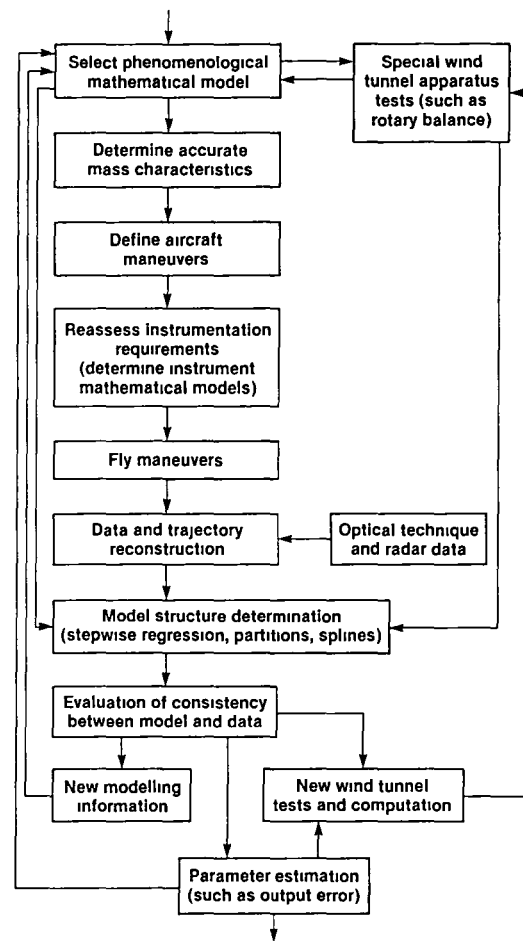 Select phenomenological
mathematical model
Special wind
tunnel apparatus
tests (such as
rotary balance)
Determine accurate
mass characteristics
Define aircraft
maneuvers
Reassess instrumentation
requirements
(determine instrument
mathematical models)
Fly maneuvers
Data and trajectory
reconstruction
Optical technique
and radar data
Model structure determination
(stepwise regression, partitions, splines)
Evaluation of consistency
between model and data
New modelling
information
New wind tunnel
tests and computation
Parameter estimation
(such as output error)